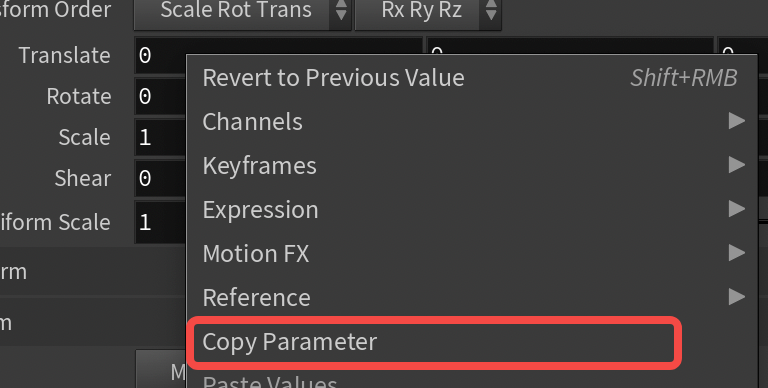 sform Order Scale Rot Trans Rx Ry Rz
Translate 0 0 0
Revert to Previous Value Shift+RMB
Rotate 0
Channels
Scale 1
Keyframes
Shear 0
Expression
iform Scale 1
Motion FX
rm
Reference
m
Copy Parameter
M
Paste Values